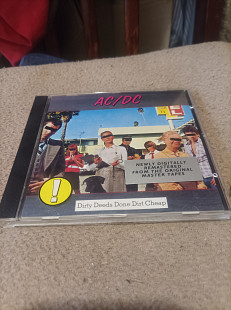 AC/DC
NEWLY DIGITALLY
REMASTERED
FROM THE ORIGINAL
MASTER TAPES
!
Dirty Deeds Done Dirt Cheap